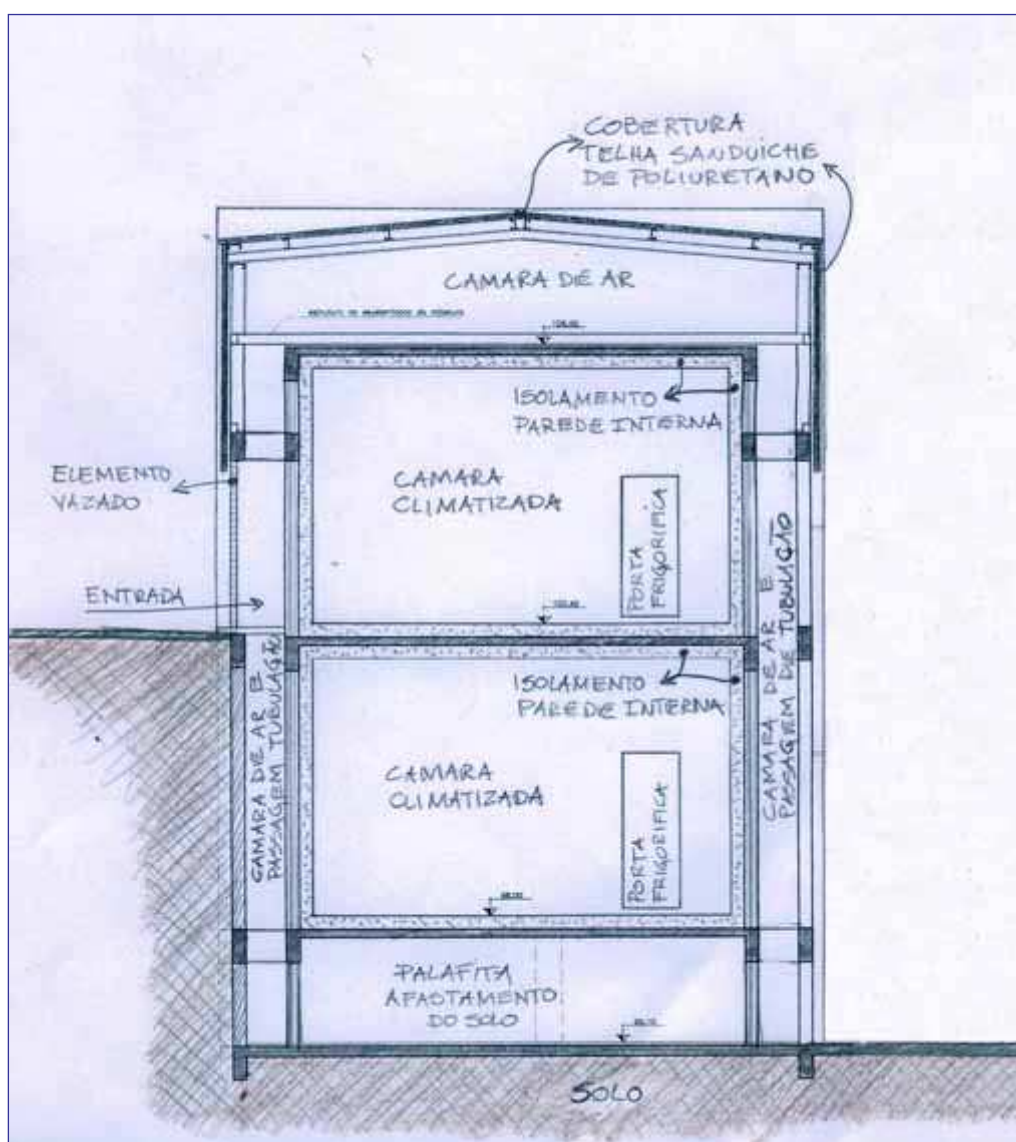 COBERTURA
TELHA SANDUICHE
DE POLIURETANO
CAMARA DE AR
ISOLAMENTO
PAREDE INTERNA
ELEMENTO
VAZADO
CAMARA
CLIMATIZADA
PORTA
FRIGORIFICA
CAMARA DE AR E
PASSAGEM DE TUBULAÇÃO
ENTRADA
CAMARA DE AR E
PASSAGEM TUBULAÇÃO
ISOLAMENTO
PAREDE INTERNA
CAMARA
CLIMATIZADA
PORTA
FRIGORIFICA
PALAFITA
AFASTAMENTO
DO SOLO
SOLO